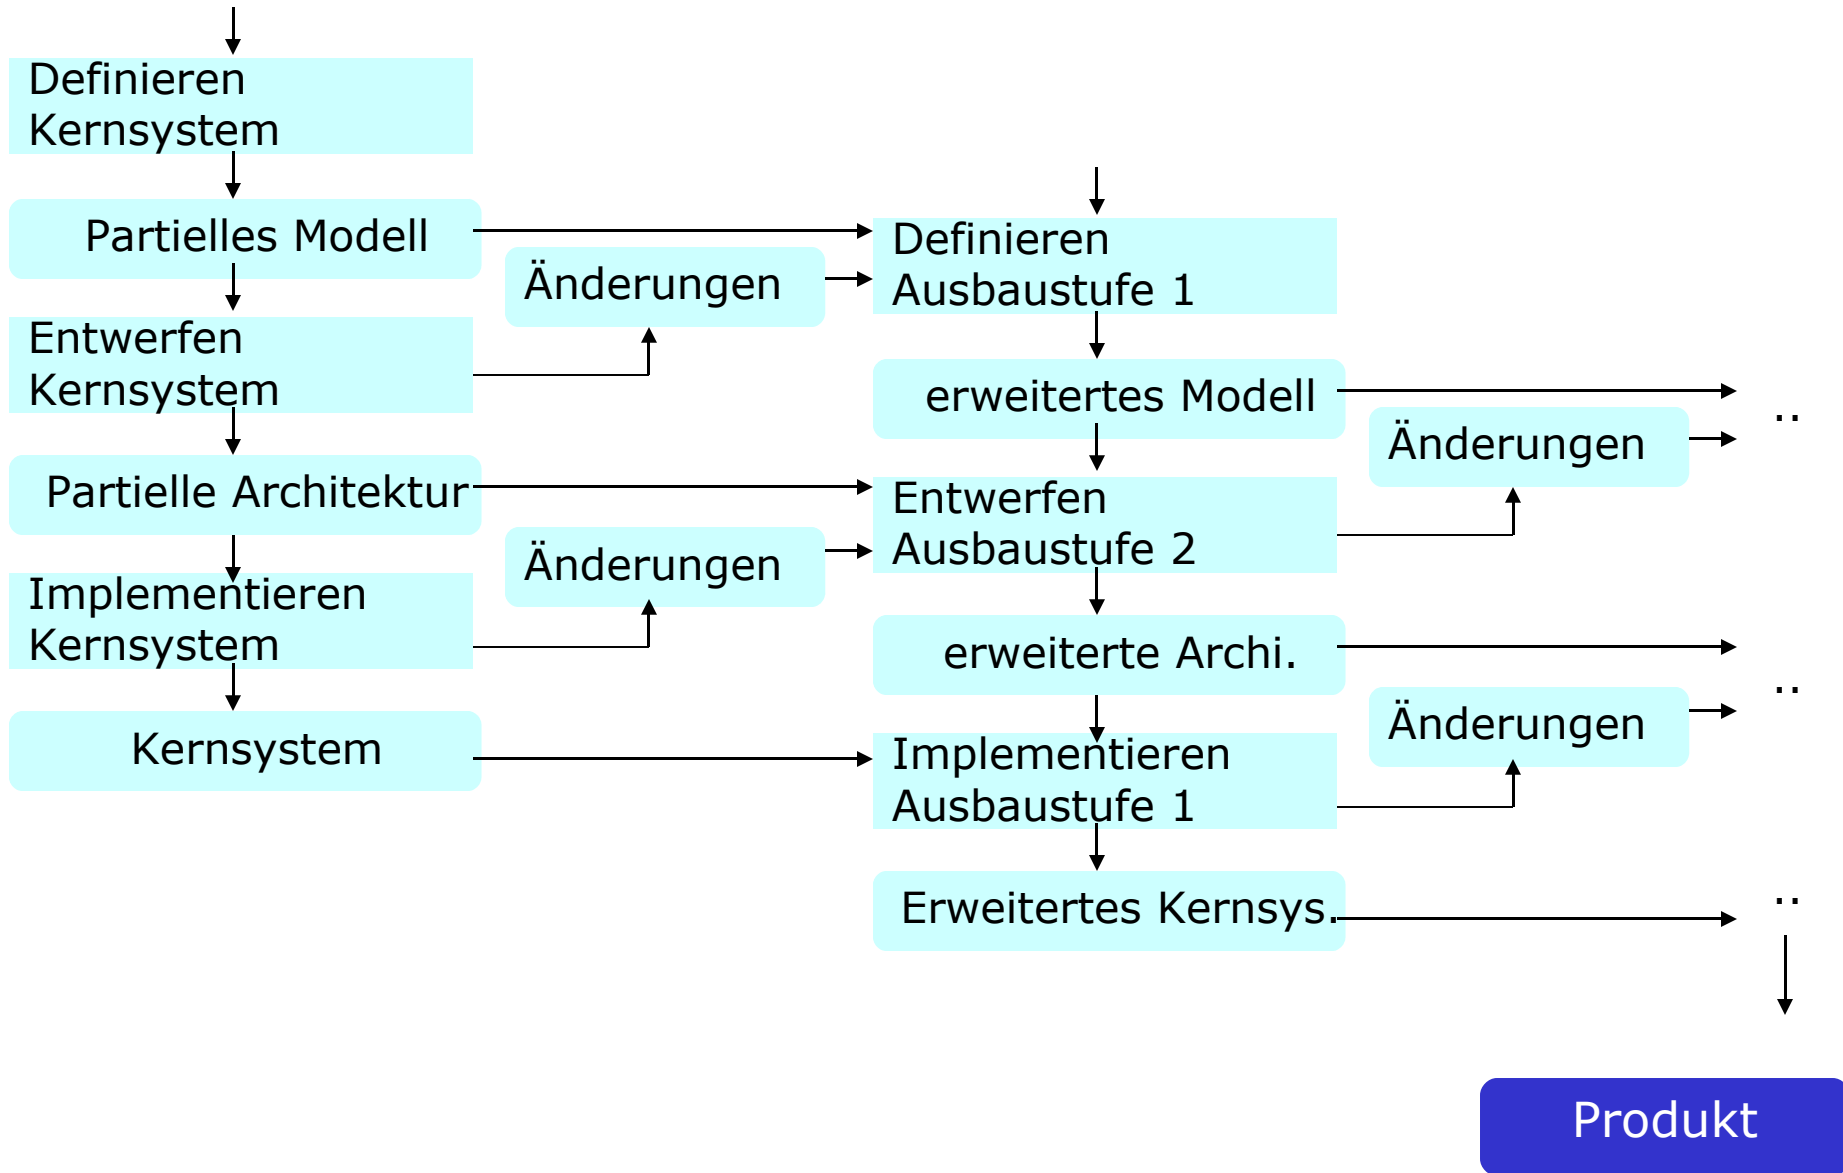 Definieren
Kernsystem
Partielles Modell
Änderungen
Entwerfen
Kernsystem
Partielle Architektur
Änderungen
Implementieren
Kernsystem
Kernsystem
Definieren
Ausbaustufe 1
erweitertes Modell
Änderungen
..
Entwerfen
Ausbaustufe 2
erweiterte Archi.
Änderungen
..
Implementieren
Ausbaustufe 1
Erweitertes Kernsys.
..
Produkt